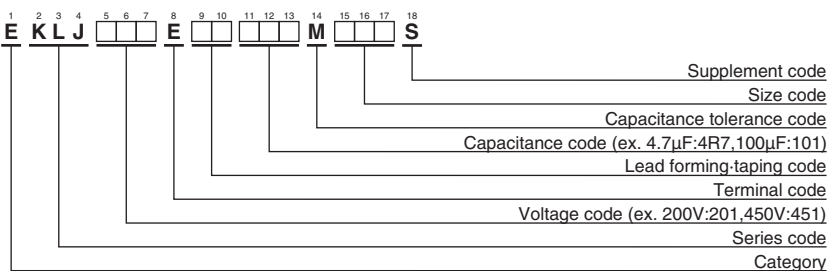 1 2 3 4 5 6 7 8 9 10 11 12 13 14 15 16 17 18
E K L J E M S
Supplement code
Size code
Capacitance tolerance code
Capacitance code (ex. 4.7μF:4R7,100μF:101)
Lead forming·taping code
Terminal code
Voltage code (ex. 200V:201,450V:451)
Series code
Category